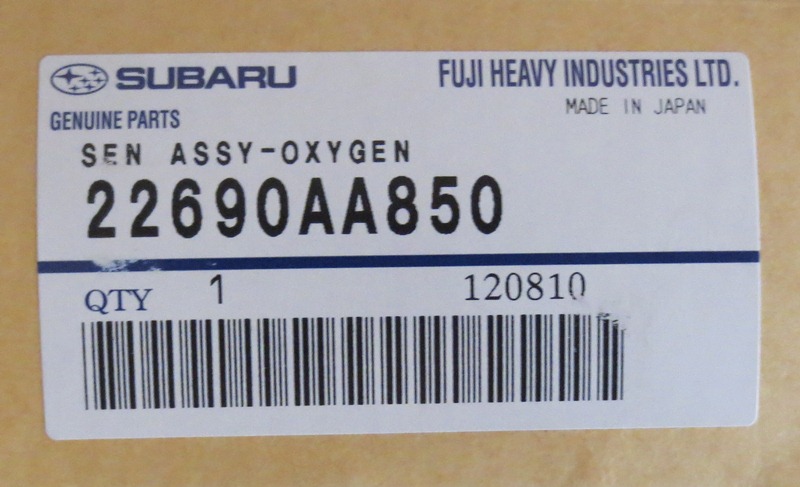 SUBARU FUJI HEAVY INDUSTRIES LTD.
MADE IN JAPAN
GENUINE PARTS
SEN ASSY-OXYGEN
22690AA850
QTY 1 120810